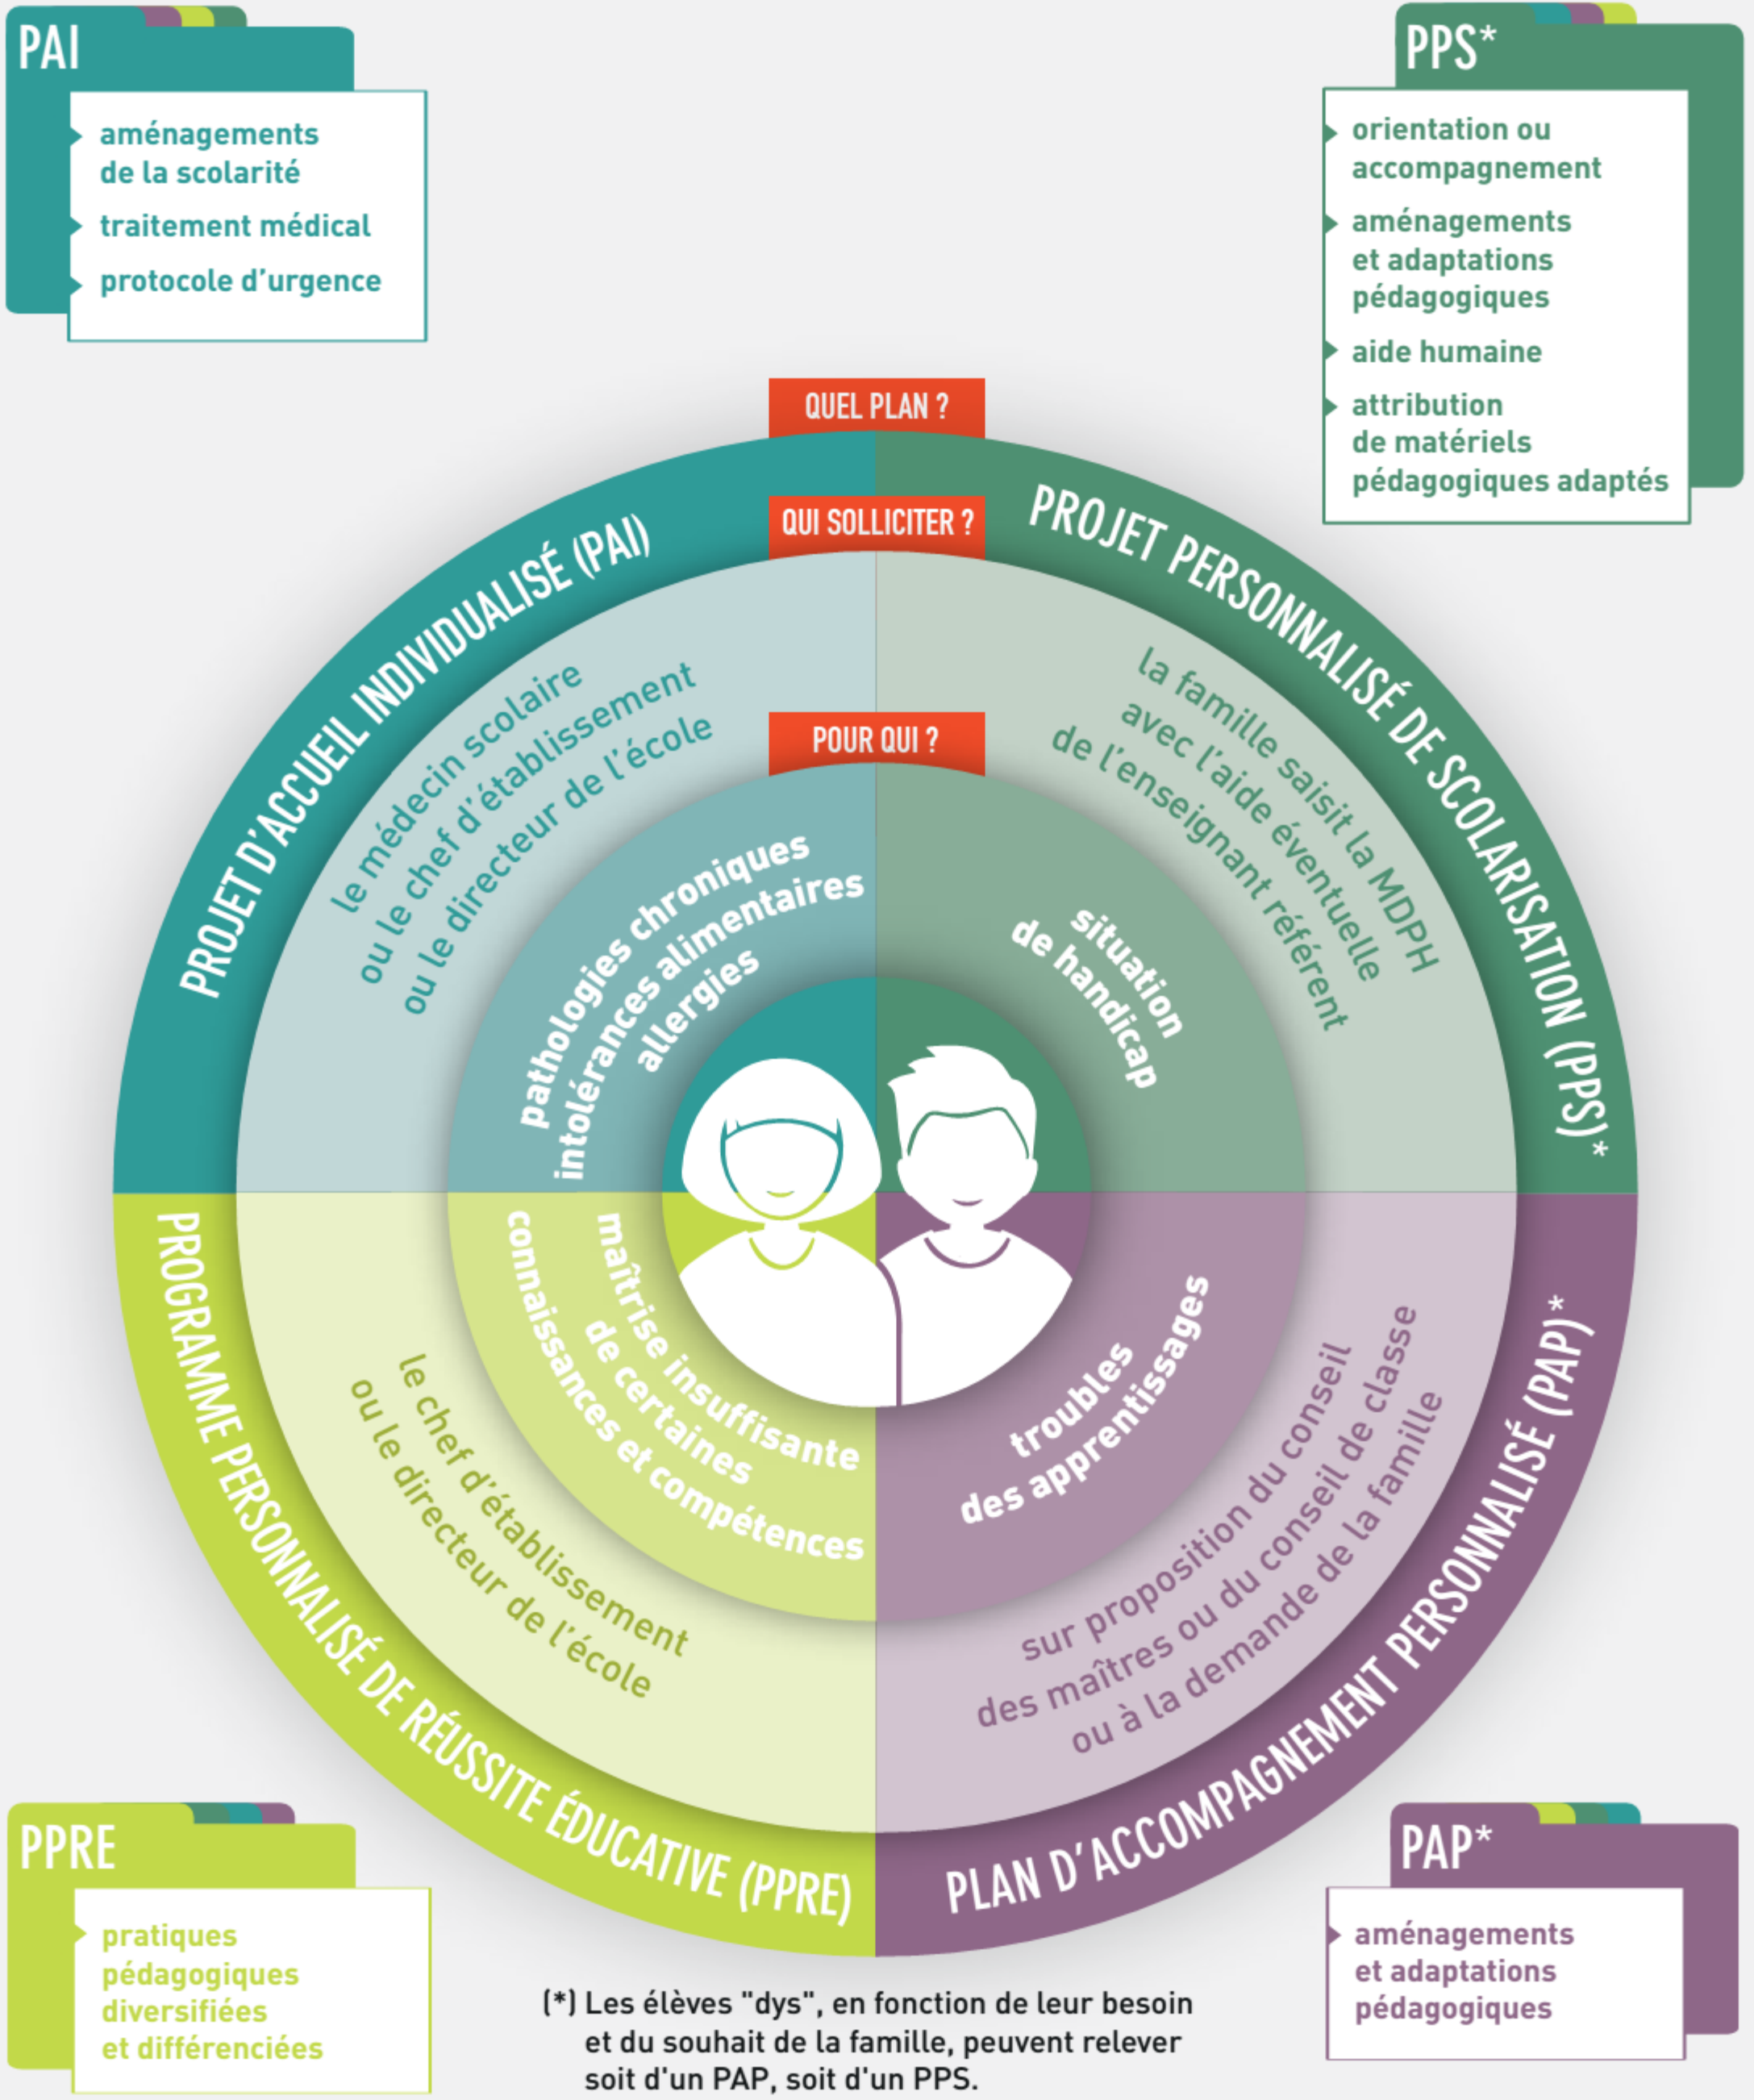 PAI
aménagements
de la scolarité
traitement médical
protocole d'urgence
PPS*
orientation ou
accompagnement
aménagements
et adaptations
pédagogiques
aide humaine
attribution
de matériels
pédagogiques adaptés
QUEL PLAN ?
QUI SOLLICITER ?
POUR QUI ?
PROJET D'ACCUEIL INDIVIDUALISÉ (PAI)
le médecin scolaire
ou le chef d'établissement
ou le directeur de l'école
pathologies chroniques
intolérances alimentaires
allergies
PROJET PERSONNALISÉ DE SCOLARISATION (PPS)*
la famille saisit la MDPH
avec l'aide éventuelle
de l'enseignant référent
situation
de handicap
PROGRAMME PERSONNALISÉ DE RÉUSSITE ÉDUCATIVE (PPRE)
le chef d'établissement
ou le directeur de l'école
maîtrise insuffisante
de certaines
connaissances et compétences
PLAN D'ACCOMPAGNEMENT PERSONNALISÉ (PAP)*
sur proposition du conseil
des maîtres ou du conseil de classe
ou à la demande de la famille
troubles
des apprentissages
PPRE
pratiques
pédagogiques
diversifiées
et différenciées
PAP*
aménagements
et adaptations
pédagogiques
(*) Les élèves "dys", en fonction de leur besoin
et du souhait de la famille, peuvent relever
soit d'un PAP, soit d'un PPS.